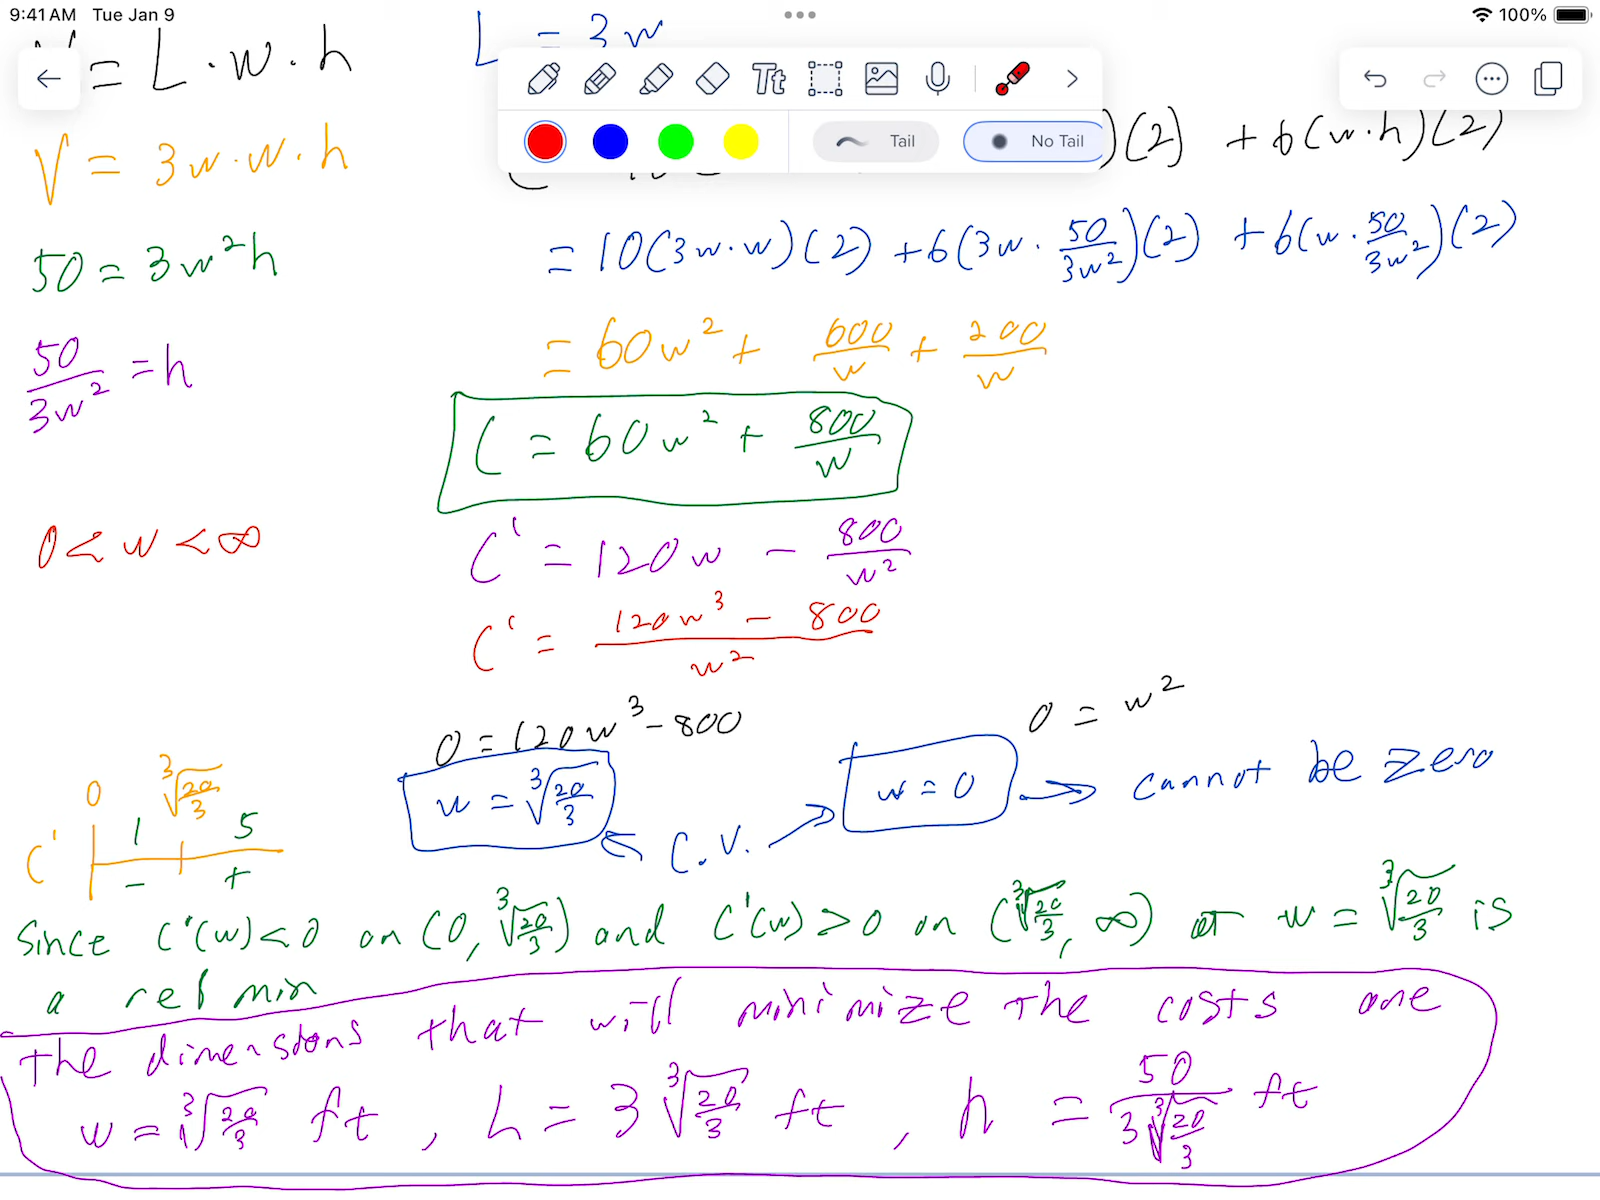 9:41 AM Tue Jan 9
100%
= L · w · h
L = 3w
Tt
Tail
No Tail
V = 3w · w · h
)(2) + 6(w·h)(2)
50 = 3w²h
= 10(3w·w)(2) + 6(3w · 50/3w²)(2) + 6(w · 50/3w²)(2)
50/3w² = h
= 60w² + 600/w + 200/w
C = 60w² + 800/w
0 < w < ∞
C' = 120w - 800/w²
C' = 120w³ - 800/w²
0 = 120w³ - 800
0 = w²
w = ∛20/3
w = 0 → cannot be zero
C.V.
0 ∛20/3
1 5
C'
- +
Since C'(w)<0 on (0, ∛20/3) and C'(w)>0 on (∛20/3, ∞) at w = ∛20/3 is
a rel min
The dimensions that will minimize the costs are
w = ∛20/3 ft, L = 3∛20/3 ft, h = 50/3∛20/3 ft